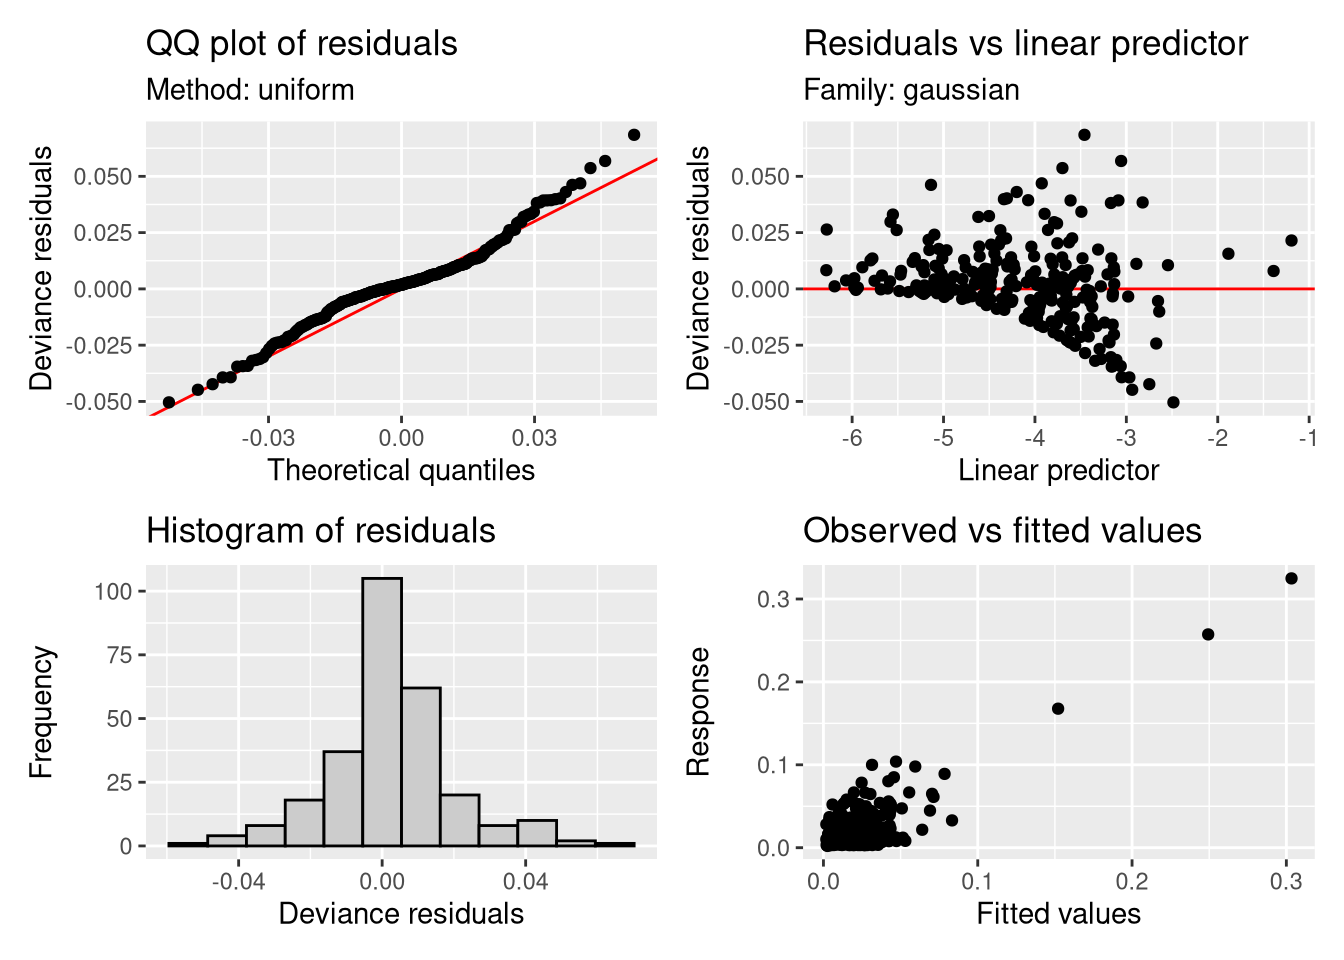 QQ plot of residuals
Method: uniform
Deviance residuals
0.050
0.025
0.000
-0.025
-0.050
-0.03
0.00
0.03
Theoretical quantiles
Residuals vs linear predictor
Family: gaussian
Deviance residuals
0.050
0.025
0.000
-0.025
-0.050
-6
-5
-4
-3
-2
-1
Linear predictor
Histogram of residuals
Frequency
100
75
50
25
0
-0.04
0.00
0.04
Deviance residuals
Observed vs fitted values
Response
0.3
0.2
0.1
0.0
0.0
0.1
0.2
0.3
Fitted values